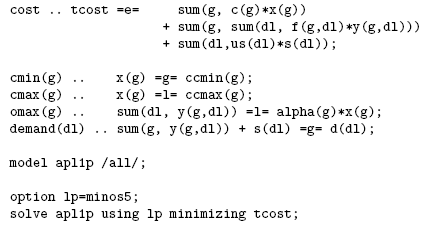 cost .. tcost =e= sum(g, c(g)*x(g))
+ sum(g, sum(dl, f(g,dl)*y(g,dl)))
+ sum(dl,us(dl)*s(dl));
cmin(g) .. x(g) =g= ccmin(g);
cmax(g) .. x(g) =l= ccmax(g);
omax(g) .. sum(dl, y(g,dl)) =l= alpha(g)*x(g);
demand(dl) .. sum(g, y(g,dl)) + s(dl) =g= d(dl);
model apl1p /all/;
option lp=minos5;
solve apl1p using lp minimizing tcost;